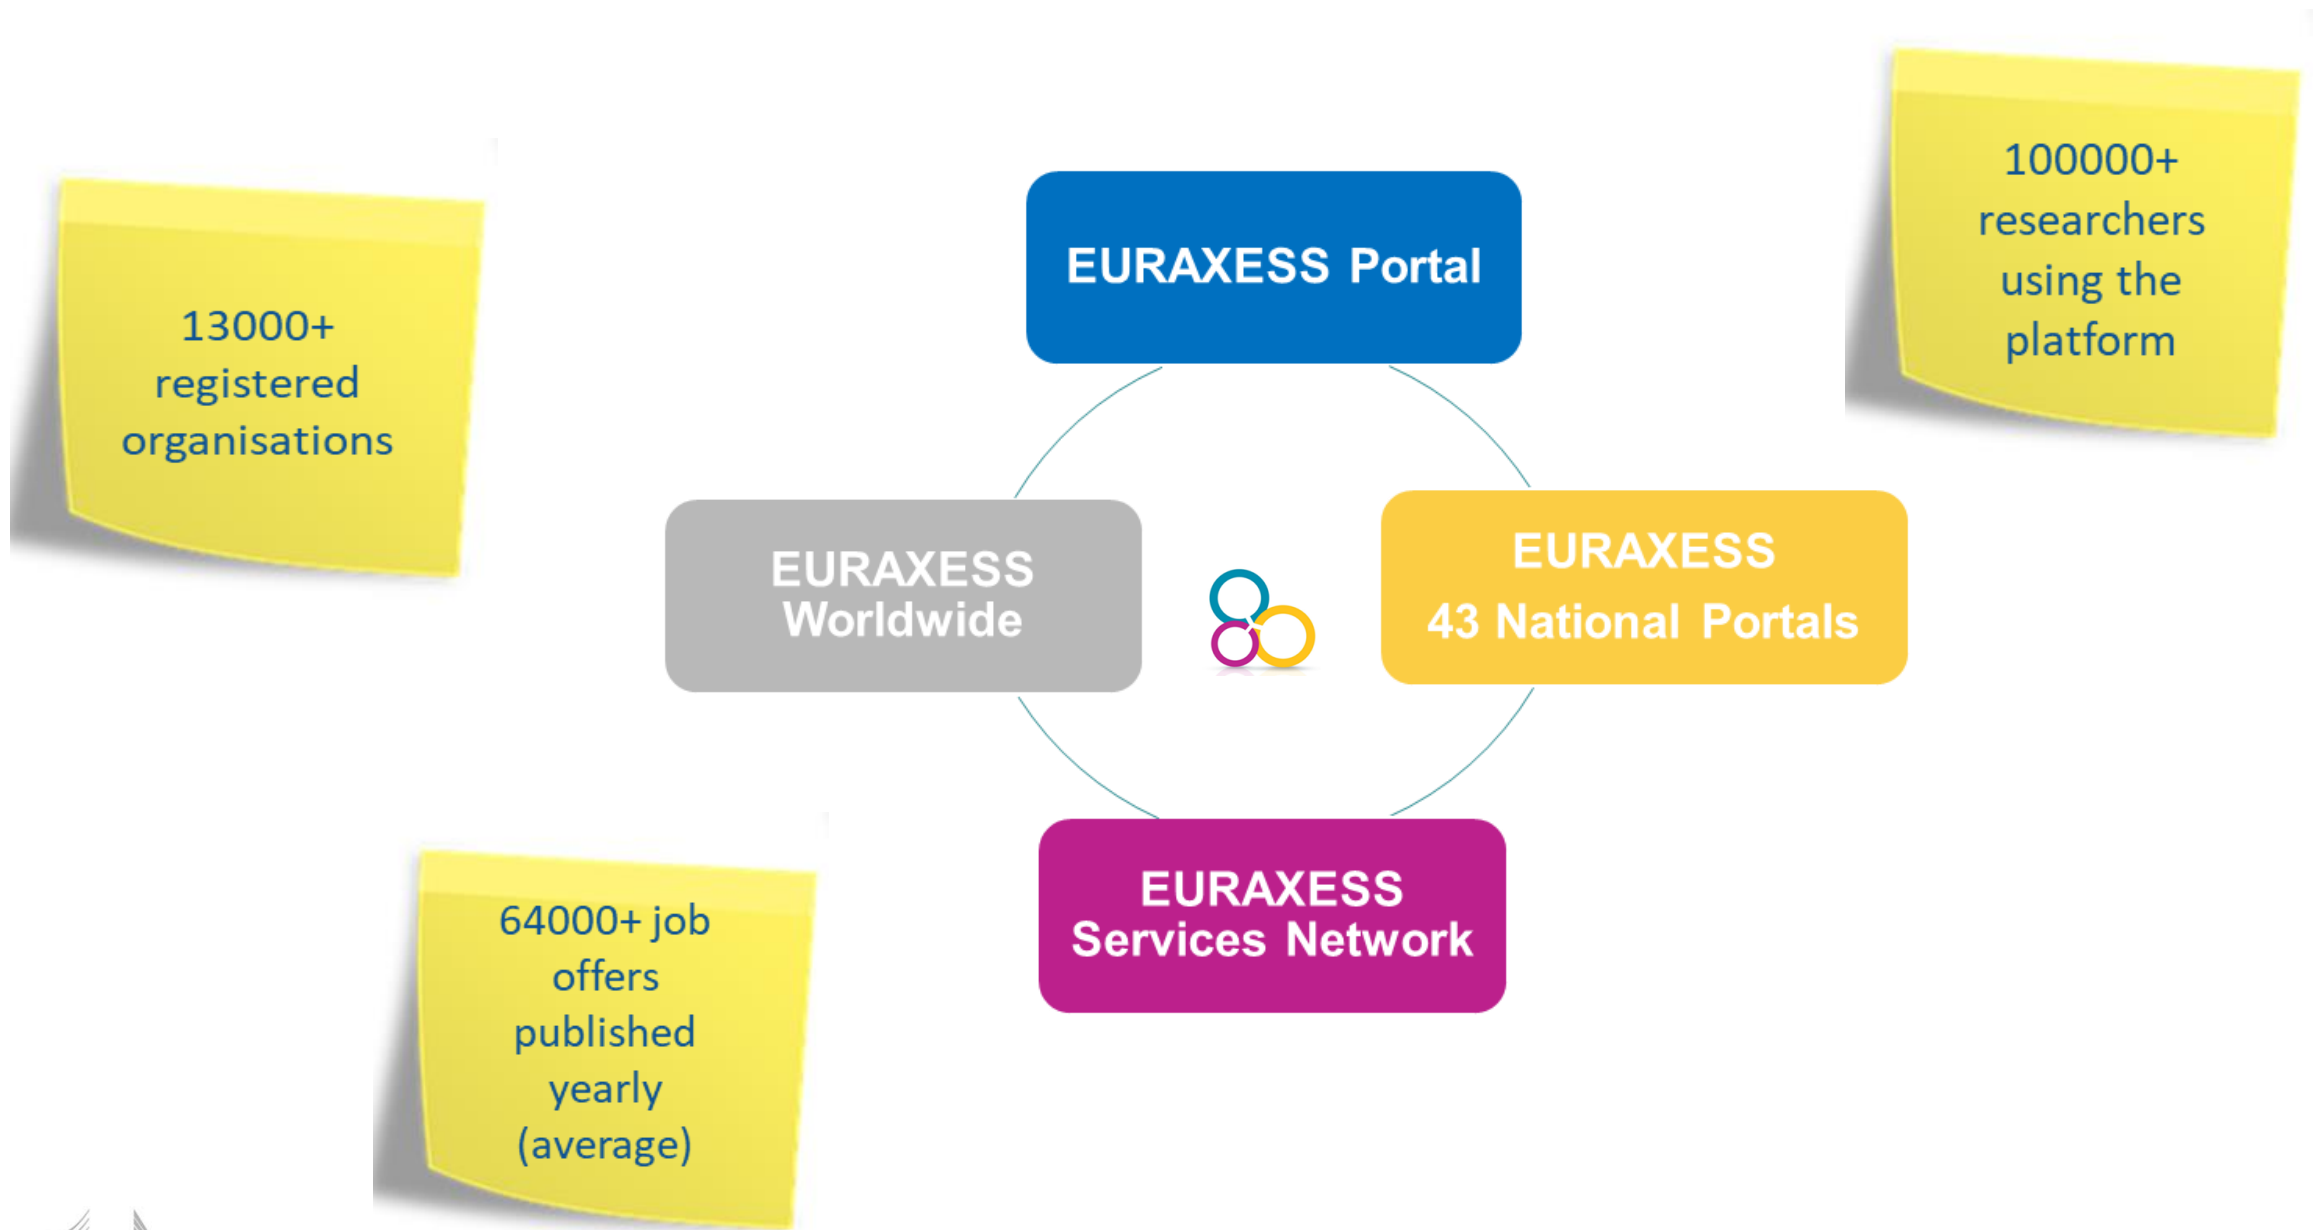 13000+
registered
organisations
EURAXESS Portal
100000+
researchers
using the
platform
EURAXESS
Worldwide
EURAXESS
43 National Portals
EURAXESS
Services Network
64000+ job
offers
published
yearly
(average)